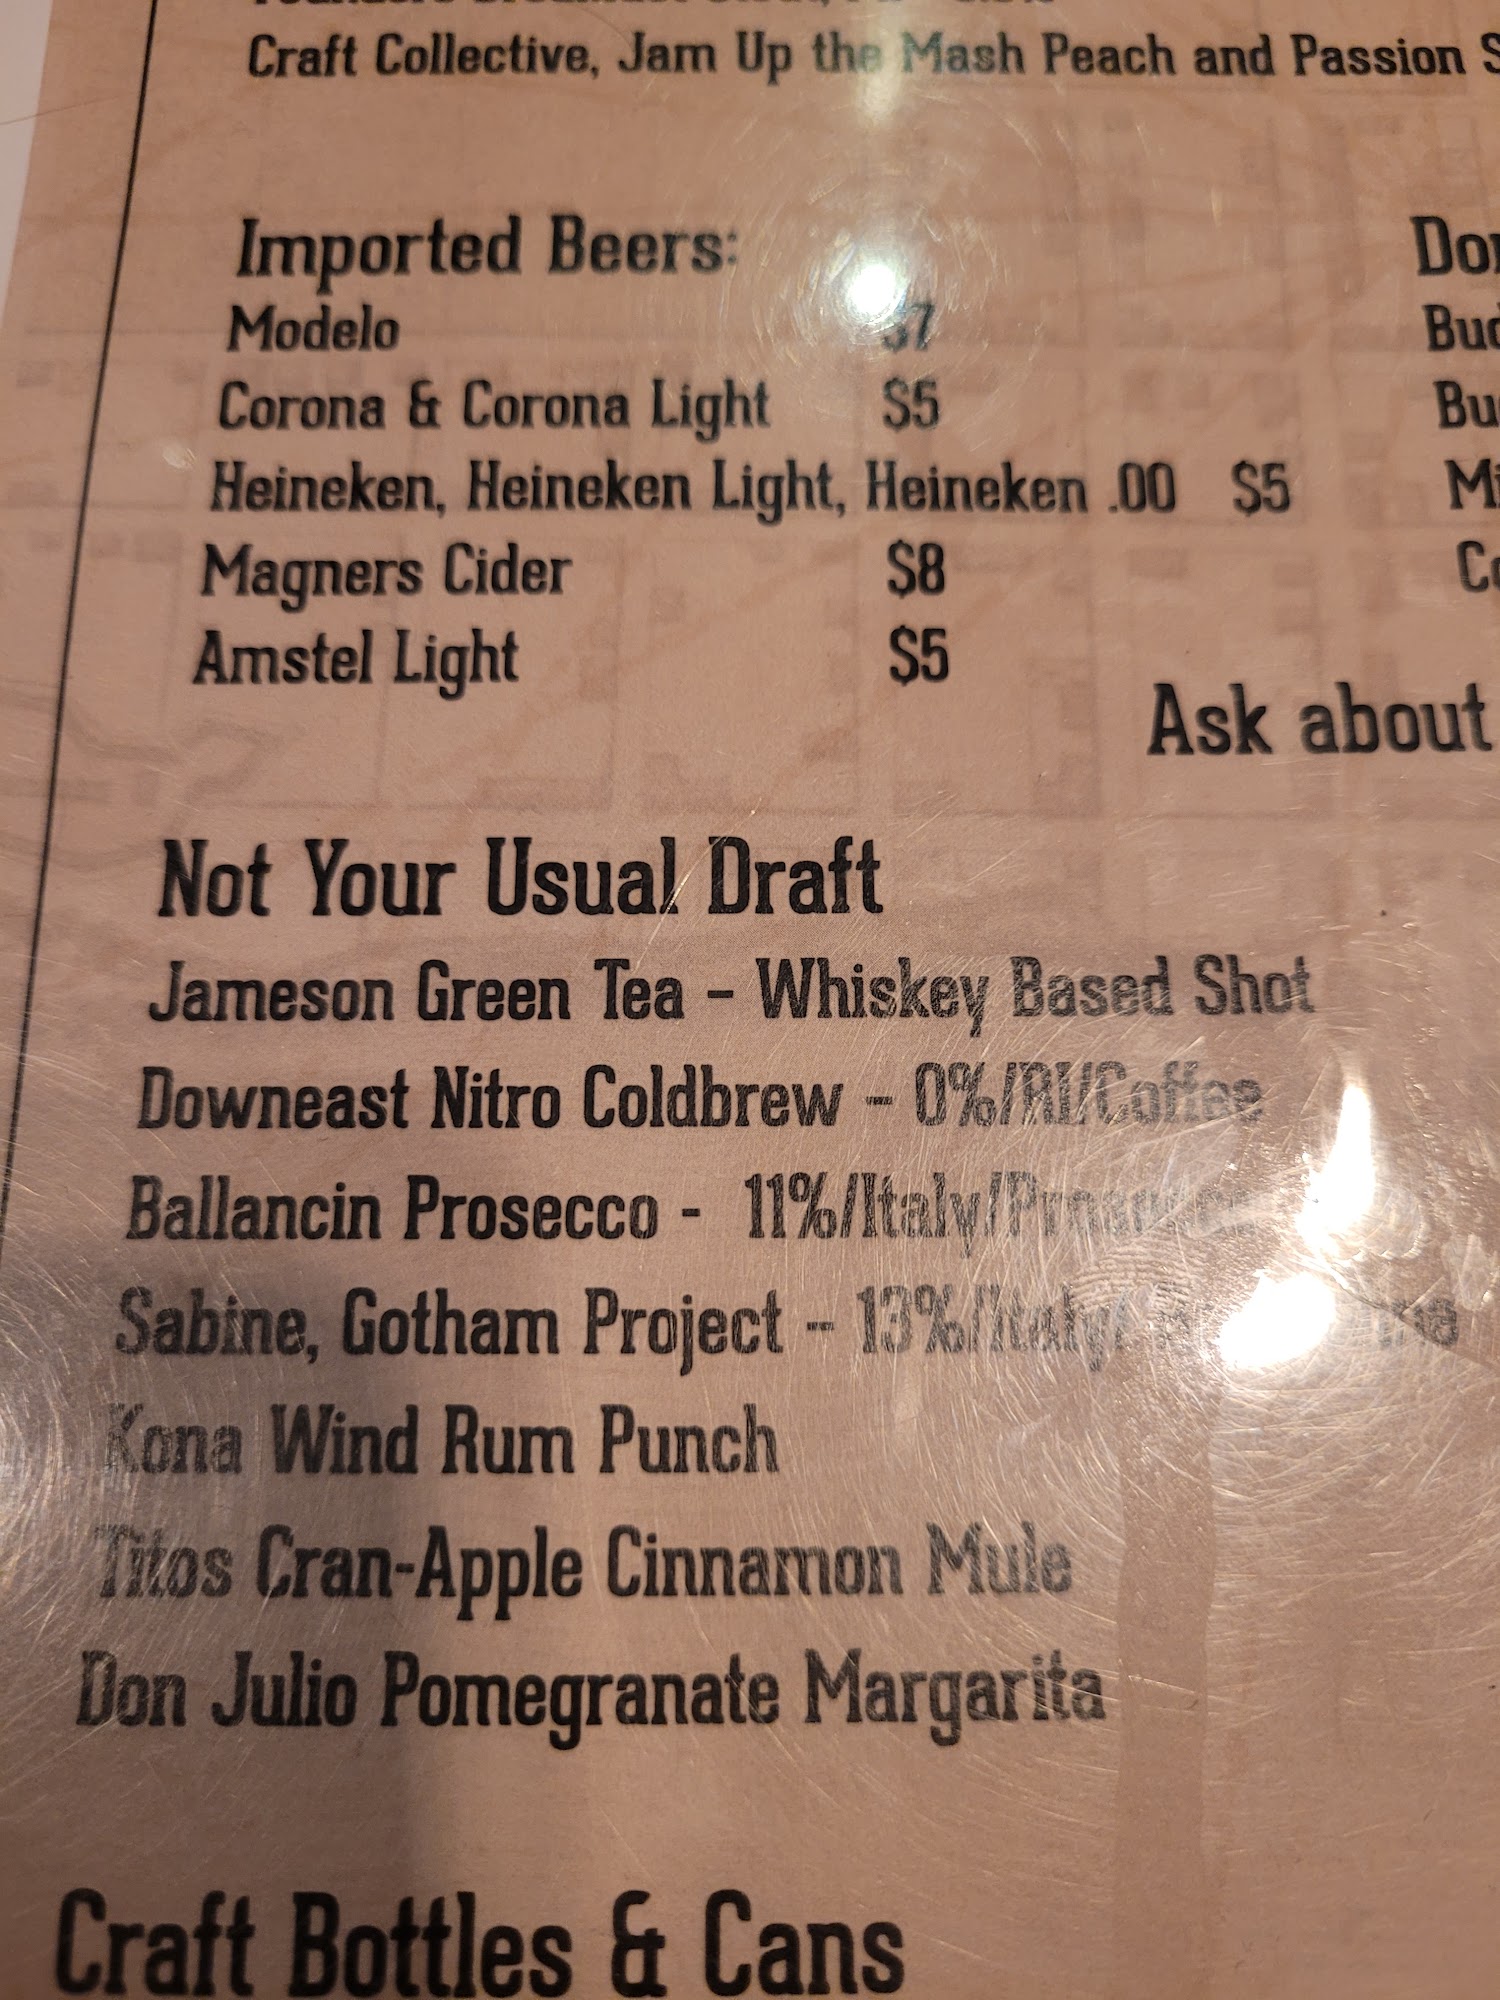 Craft Collective, Jam Up the Mash Peach and Passion
Imported Beers:
Modelo $7
Corona & Corona Light $5
Heineken, Heineken Light, Heineken .00 $5
Magners Cider $8
Amstel Light $5
Ask about
Not Your Usual Draft
Jameson Green Tea - Whiskey Based Shot
Downeast Nitro Coldbrew - 0%/RI/Coffee
Ballancin Prosecco - 11%/Italy/Prosecco
Sabine, Gotham Project - 13%/Italy/
Kona Wind Rum Punch
Titos Cran-Apple Cinnamon Mule
Don Julio Pomegranate Margarita
Craft Bottles & Cans